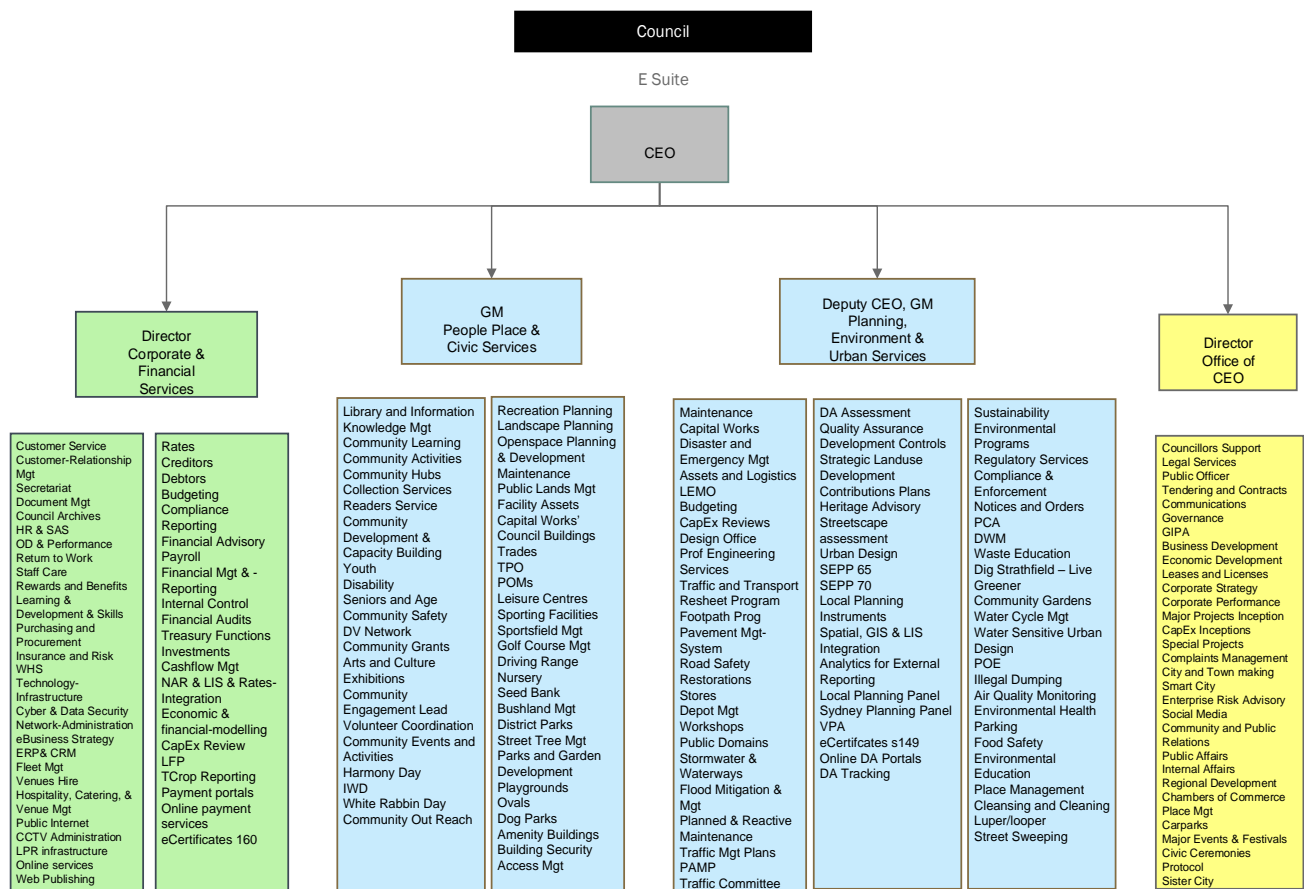 Council
E Suite
CEO
Director
Corporate &
Financial
Services
GM
People Place &
Civic Services
Deputy CEO, GM
Planning,
Environment &
Urban Services
Director
Office of
CEO
Customer Service
Customer-Relationship
Mgt
Secretariat
Document Mgt
Council Archives
HR & SAS
OD & Performance
Return to Work
Staff Care
Rewards and Benefits
Learning &
Development & Skills
Purchasing and
Procurement
Insurance and Risk
WHS
Technology-
Infrastructure
Cyber & Data Security
Network-Administration
eBusiness Strategy
ERP& CRM
Fleet Mgt
Venues Hire
Hospitality, Catering, &
Venue Mgt
Public Internet
CCTV Administration
LPR infrastructure
Online services
Web Publishing
Rates
Creditors
Debtors
Budgeting
Compliance
Reporting
Financial Advisory
Payroll
Financial Mgt & -
Reporting
Internal Control
Financial Audits
Treasury Functions
Investments
Cashflow Mgt
NAR & LIS & Rates-
Integration
Economic &
financial-modelling
CapEx Review
LFP
TCrop Reporting
Payment portals
Online payment
services
eCertificates 160
Library and Information
Knowledge Mgt
Community Learning
Community Activities
Community Hubs
Collection Services
Readers Service
Community
Development &
Capacity Building
Youth
Disability
Seniors and Age
Community Safety
DV Network
Community Grants
Arts and Culture
Exhibitions
Community
Engagement Lead
Volunteer Coordination
Community Events and
Activities
Harmony Day
IWD
White Rabbin Day
Community Out Reach
Recreation Planning
Landscape Planning
Openspace Planning
& Development
Maintenance
Public Lands Mgt
Facility Assets
Capital Works'
Council Buildings
Trades
TPO
POMs
Leisure Centres
Sporting Facilities
Sportsfield Mgt
Golf Course Mgt
Driving Range
Nursery
Seed Bank
Bushland Mgt
District Parks
Street Tree Mgt
Parks and Garden
Development
Playgrounds
Ovals
Dog Parks
Amenity Buildings
Building Security
Access Mgt
Maintenance
Capital Works
Disaster and
Emergency Mgt
Assets and Logistics
LEMO
Budgeting
CapEx Reviews
Design Office
Prof Engineering
Services
Traffic and Transport
Resheet Program
Footpath Prog
Pavement Mgt-
System
Road Safety
Restorations
Stores
Depot Mgt
Workshops
Public Domains
Stormwater &
Waterways
Flood Mitigation &
Mgt
Planned & Reactive
Maintenance
Traffic Mgt Plans
PAMP
Traffic Committee
DA Assessment
Quality Assurance
Development Controls
Strategic Landuse
Development
Contributions Plans
Heritage Advisory
Streetscape
assessment
Urban Design
SEPP 65
SEPP 70
Local Planning
Instruments
Spatial, GIS & LIS
Integration
Analytics for External
Reporting
Local Planning Panel
Sydney Planning Panel
VPA
eCertifcates s149
Online DA Portals
DA Tracking
Sustainability
Environmental
Programs
Regulatory Services
Compliance &
Enforcement
Notices and Orders
PCA
DWM
Waste Education
Dig Strathfield – Live
Greener
Community Gardens
Water Cycle Mgt
Water Sensitive Urban
Design
POE
Illegal Dumping
Air Quality Monitoring
Environmental Health
Parking
Food Safety
Environmental
Education
Place Management
Cleansing and Cleaning
Luper/looper
Street Sweeping
Councillors Support
Legal Services
Public Officer
Tendering and Contracts
Communications
Governance
GIPA
Business Development
Economic Development
Leases and Licenses
Corporate Strategy
Corporate Performance
Major Projects Inception
CapEx Inceptions
Special Projects
Complaints Management
City and Town making
Smart City
Enterprise Risk Advisory
Social Media
Community and Public
Relations
Public Affairs
Internal Affairs
Regional Development
Chambers of Commerce
Place Mgt
Carparks
Major Events & Festivals
Civic Ceremonies
Protocol
Sister City